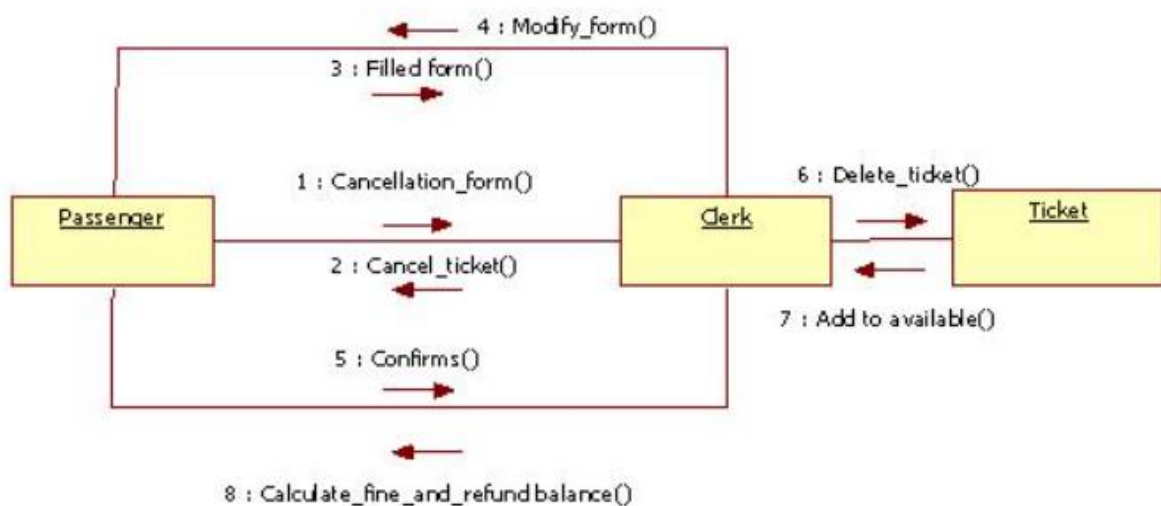 4 : Modify_form()
3 : Filled form()
1 : Cancellation_form()
6 : Delete_ticket()
Passenger
Clerk
Ticket
2 : Cancel_ticket()
7 : Add to available()
5 : Confirms()
8 : Calculate_fine_and_refund balance()